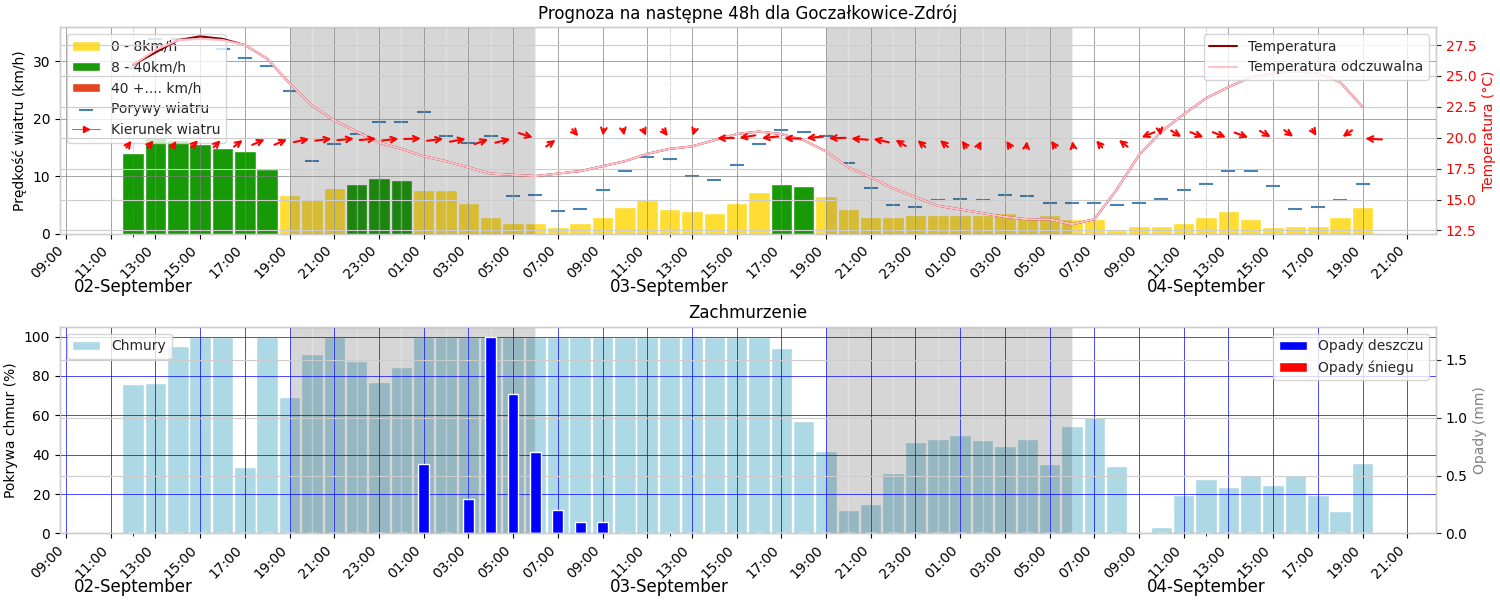 Prognoza na następne 48h dla Goczałkowice-Zdrój
Prędkość wiatru (km/h)
30
20
10
0
0 - 8km/h
8 - 40km/h
40 +.... km/h
Porywy wiatru
Kierunek wiatru
Temperatura
Temperatura odczuwalna
27.5
25.0
22.5
20.0
17.5
15.0
12.5
Temperatura (°C)
09:00 11:00 13:00 15:00 17:00 19:00 21:00 23:00 01:00 03:00 05:00 07:00 09:00 11:00 13:00 15:00 17:00 19:00 21:00 23:00 01:00 03:00 05:00 07:00 09:00 11:00 13:00 15:00 17:00 19:00 21:00
02-September 03-September 04-September
Zachmurzenie
Pokrywa chmur (%)
100
80
60
40
20
0
Chmury
Opady deszczu
Opady śniegu
1.5
1.0
0.5
0.0
Opady (mm)
09:00 11:00 13:00 15:00 17:00 19:00 21:00 23:00 01:00 03:00 05:00 07:00 09:00 11:00 13:00 15:00 17:00 19:00 21:00 23:00 01:00 03:00 05:00 07:00 09:00 11:00 13:00 15:00 17:00 19:00 21:00
02-September 03-September 04-September